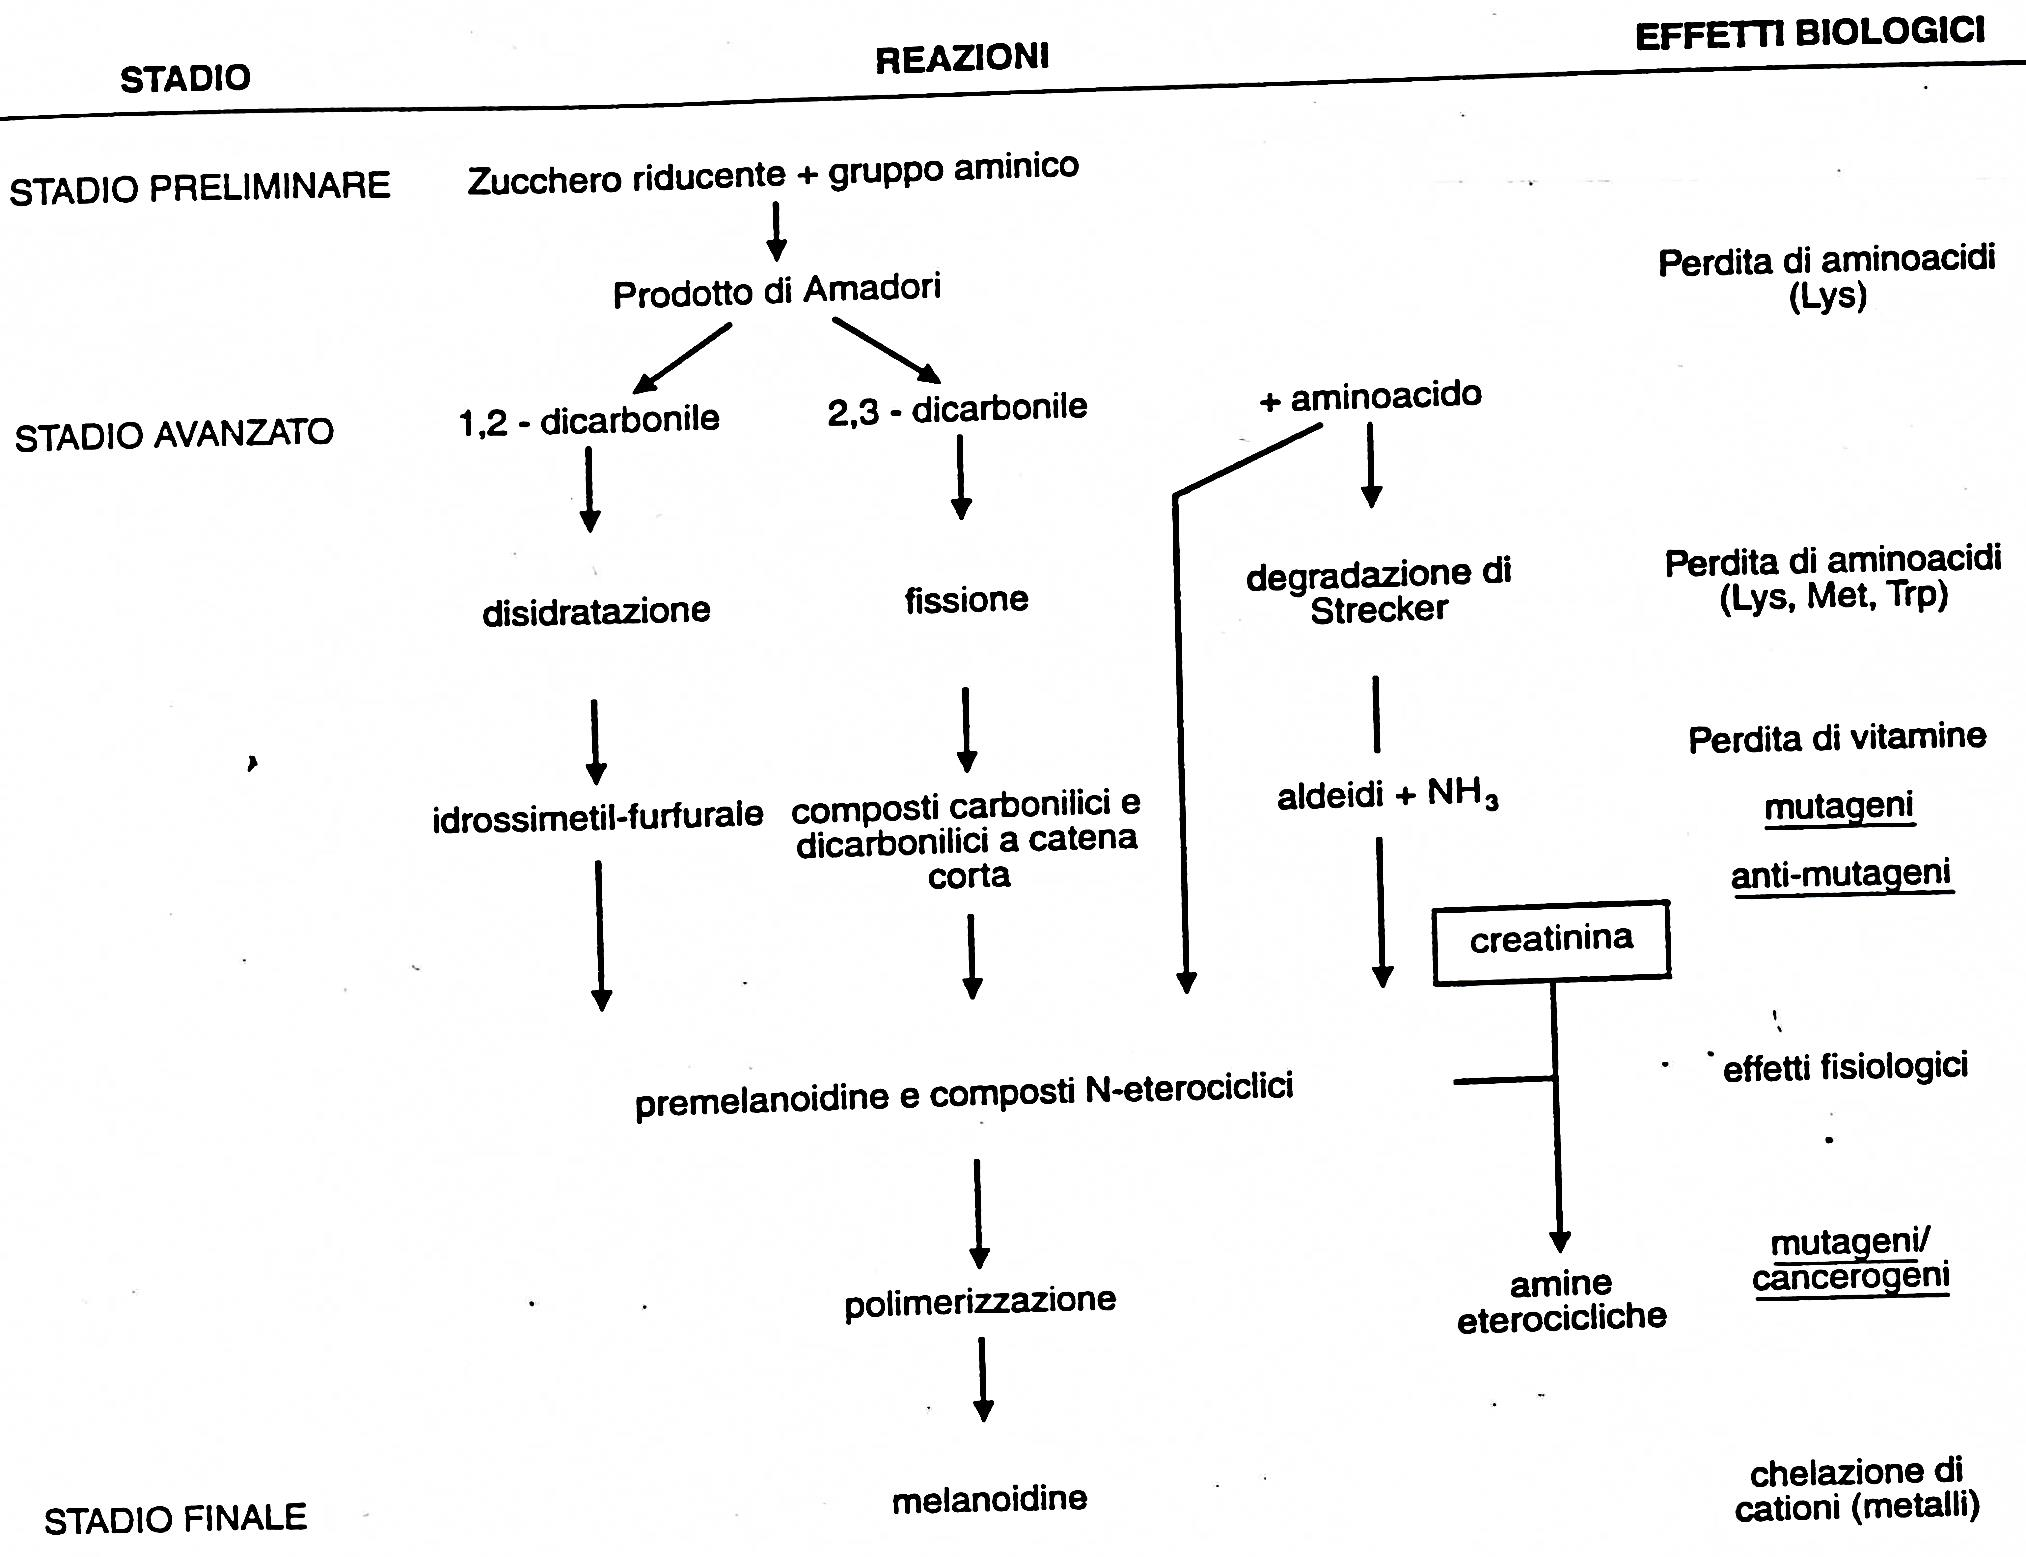 STADIO
REAZIONI
EFFETTI BIOLOGICI
STADIO PRELIMINARE
Zucchero riducente + gruppo aminico
Prodotto di Amadori
Perdita di aminoacidi
(Lys)
STADIO AVANZATO
1,2 - dicarbonile
2,3 - dicarbonile
+ aminoacido
disidratazione
fissione
degradazione di
Strecker
Perdita di aminoacidi
(Lys, Met, Trp)
Perdita di vitamine
idrossimetil-furfurale
composti carbonilici e
dicarbonilici a catena
corta
aldeidi + NH₃
mutageni
anti-mutageni
creatinina
premelanoidine e composti N-eterociclici
effetti fisiologici
polimerizzazione
amine
eterocicliche
mutageni/
cancerogeni
STADIO FINALE
melanoidine
chelazione di
cationi (metalli)